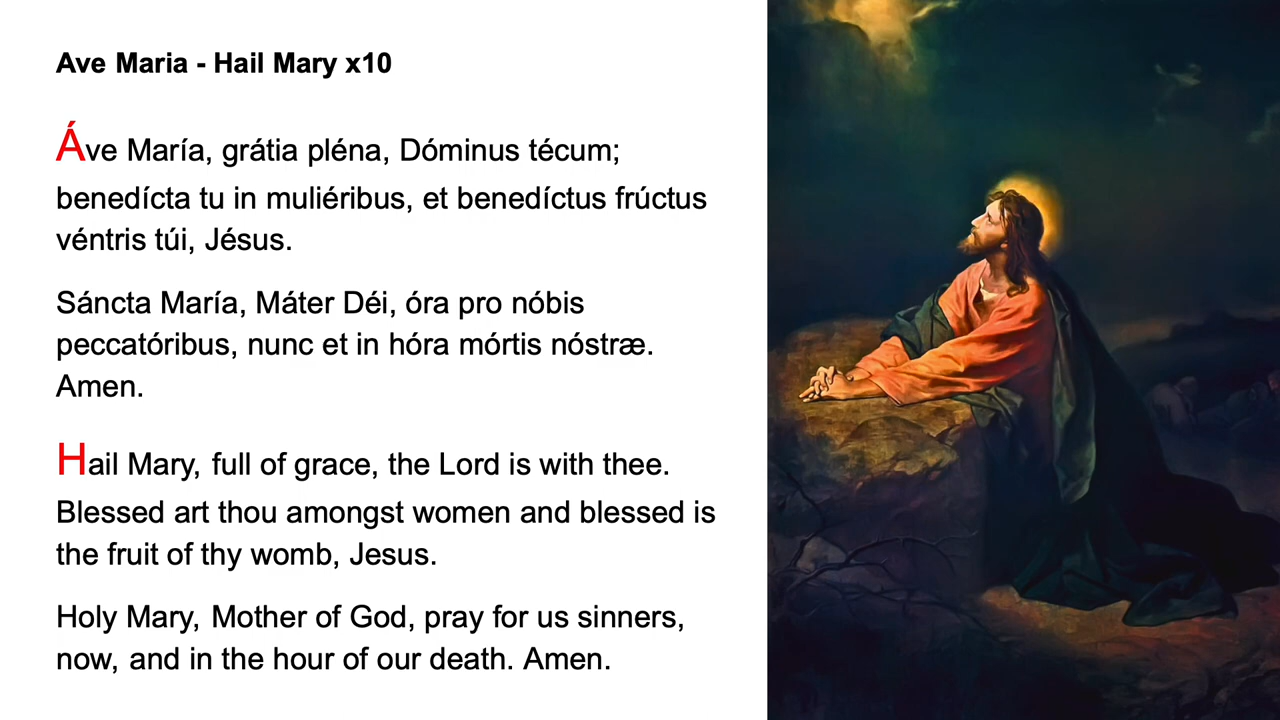 Ave Maria - Hail Mary x10
Áve María, grátia pléna, Dóminus técum;
benedícta tu in muliéribus, et benedíctus frúctus
véntris túi, Jésus.
Sáncta María, Máter Déi, óra pro nóbis
peccatóribus, nunc et in hóra mórtis nóstræ.
Amen.
Hail Mary, full of grace, the Lord is with thee.
Blessed art thou amongst women and blessed is
the fruit of thy womb, Jesus.
Holy Mary, Mother of God, pray for us sinners,
now, and in the hour of our death. Amen.